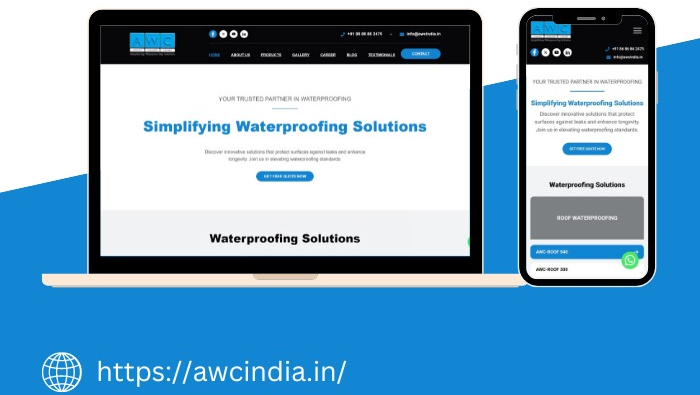 AWC
+91 86 86 86 2475
info@awcindia.in
HOME ABOUT US PRODUCTS GALLERY CAREER BLOG TESTIMONIALS CONTACT
YOUR TRUSTED PARTNER IN WATERPROOFING
Simplifying Waterproofing Solutions
Discover innovative solutions that protect surfaces against leaks and enhance
longevity. Join us in elevating waterproofing standards.
GET FREE QUOTE NOW
Waterproofing Solutions
AWC
+91 86 86 86 2475
info@awcindia.in
YOUR TRUSTED PARTNER IN WATERPROOFING
Simplifying Waterproofing Solutions
Discover innovative solutions that protect
surfaces against leaks and enhance longevity.
Join us in elevating waterproofing standards.
GET FREE QUOTE NOW
Waterproofing Solutions
ROOF WATERPROOFING
AWC-ROOF 540
AWC-ROOF 330
https://awcindia.in/